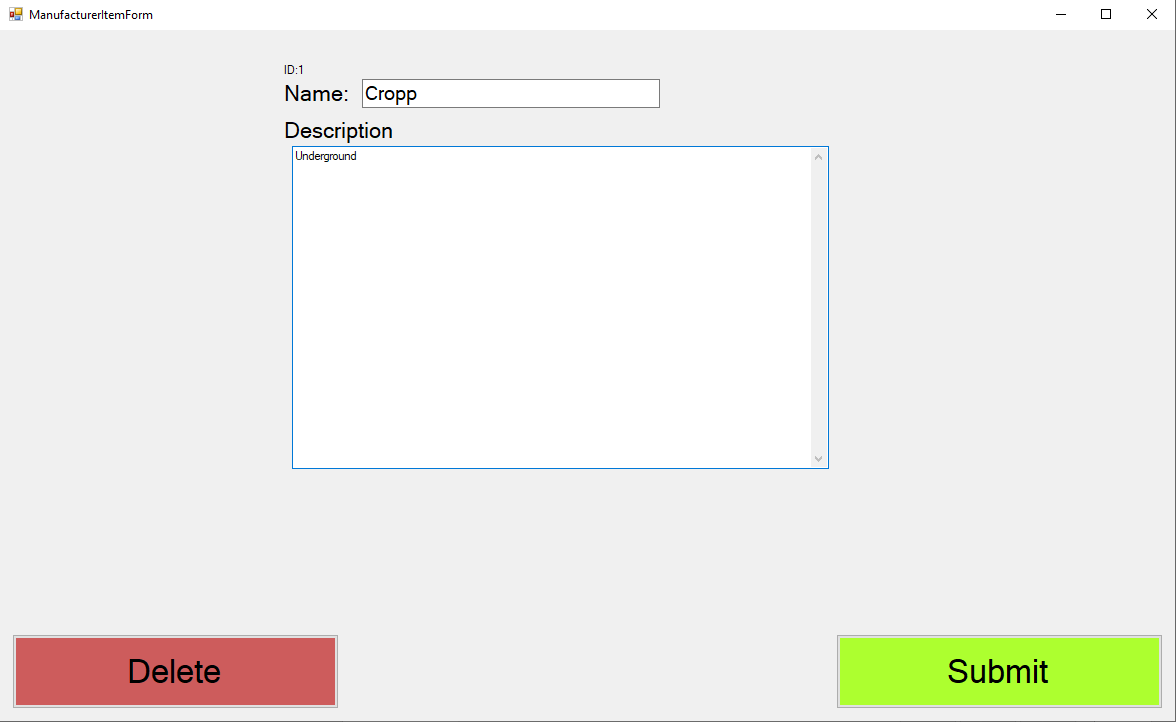 ManufacturerItemForm
ID:1
Name: Cropp
Description
Underground
Delete Submit